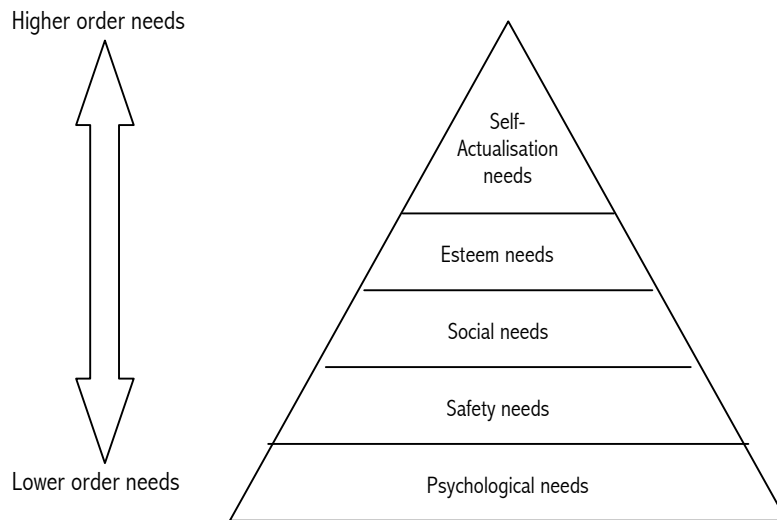 Higher order needs
Self-
Actualisation
needs
Esteem needs
Social needs
Safety needs
Lower order needs
Psychological needs